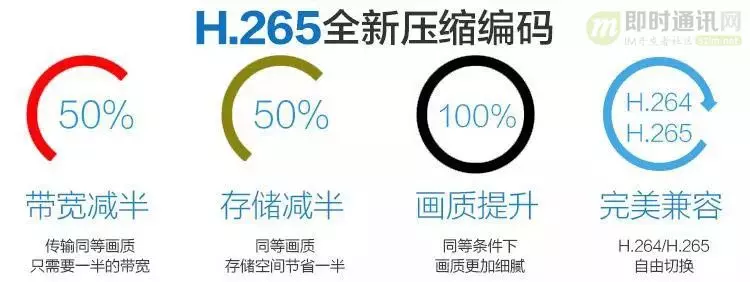 H.265全新压缩编码
即时通讯网
IM开发者社区 52im.net
50%
50%
100%
H.264
H.265
带宽减半
存储减半
画质提升
完美兼容
传输同等画质
只需要一半的带宽
同等画质
存储空间节省一半
同等条件下
画质更加细腻
H.264/H.265
自由切换